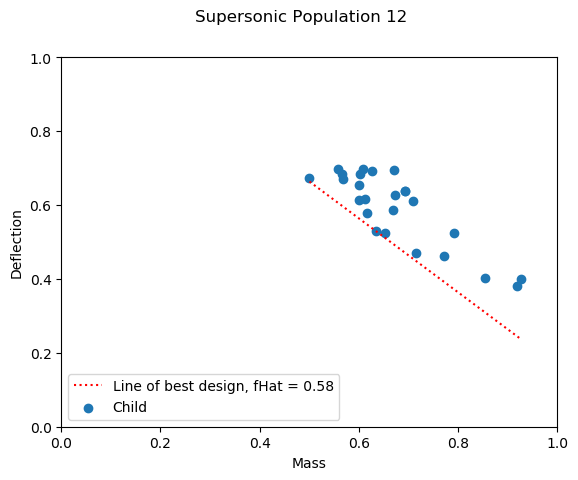 Supersonic Population 12
1.0
0.8
0.6
0.4
0.2
0.0
Deflection
Line of best design, fHat = 0.58
Child
0.0 0.2 0.4 0.6 0.8 1.0
Mass